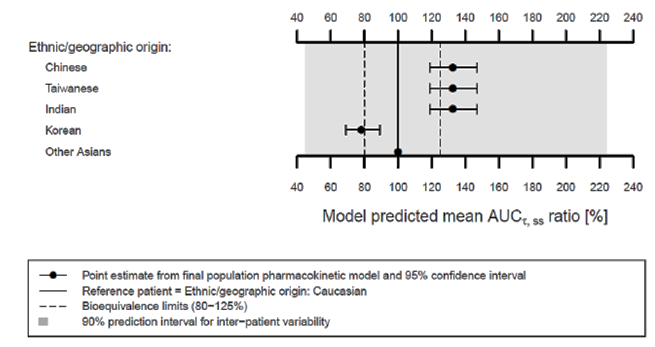 40 60 80 100 120 140 160 180 200 220 240
Ethnic/geographic origin:
Chinese
Taiwanese
Indian
Korean
Other Asians
40 60 80 100 120 140 160 180 200 220 240
Model predicted mean AUCτ, ss ratio [%]
Point estimate from final population pharmacokinetic model and 95% confidence interval
Reference patient = Ethnic/geographic origin: Caucasian
Bioequivalence limits (80−125%)
90% prediction interval for inter−patient variability